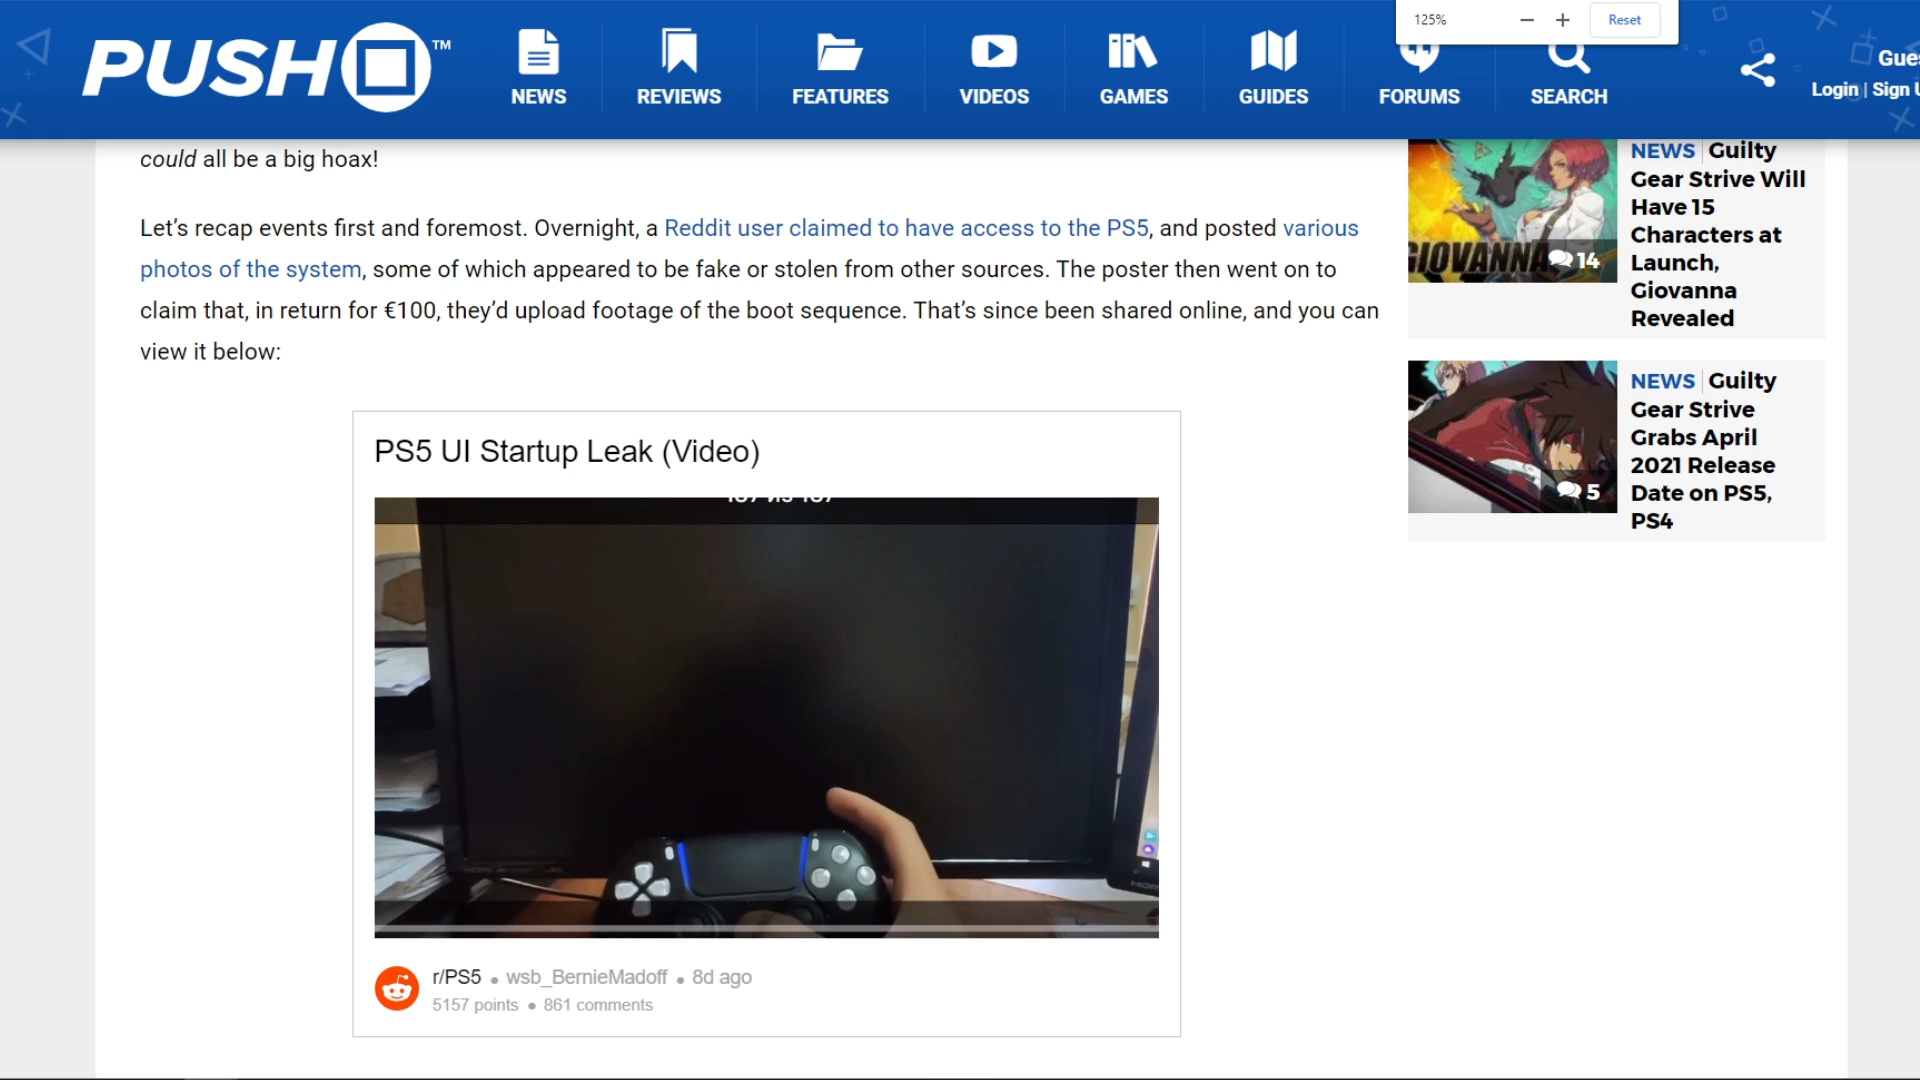 125%
Reset
PUSH
™
NEWS
REVIEWS
FEATURES
VIDEOS
GAMES
GUIDES
FORUMS
SEARCH
Login | Sign
could all be a big hoax!
Let's recap events first and foremost. Overnight, a Reddit user claimed to have access to the PS5, and posted various
photos of the system, some of which appeared to be fake or stolen from other sources. The poster then went on to
claim that, in return for €100, they'd upload footage of the boot sequence. That's since been shared online, and you can
view it below:
PS5 UI Startup Leak (Video)
r/PS5 • wsb_BernieMadoff • 8d ago
5157 points • 861 comments
GIOVANNA
14
NEWS Guilty
Gear Strive Will
Have 15
Characters at
Launch,
Giovanna
Revealed
5
NEWS Guilty
Gear Strive
Grabs April
2021 Release
Date on PS5,
PS4